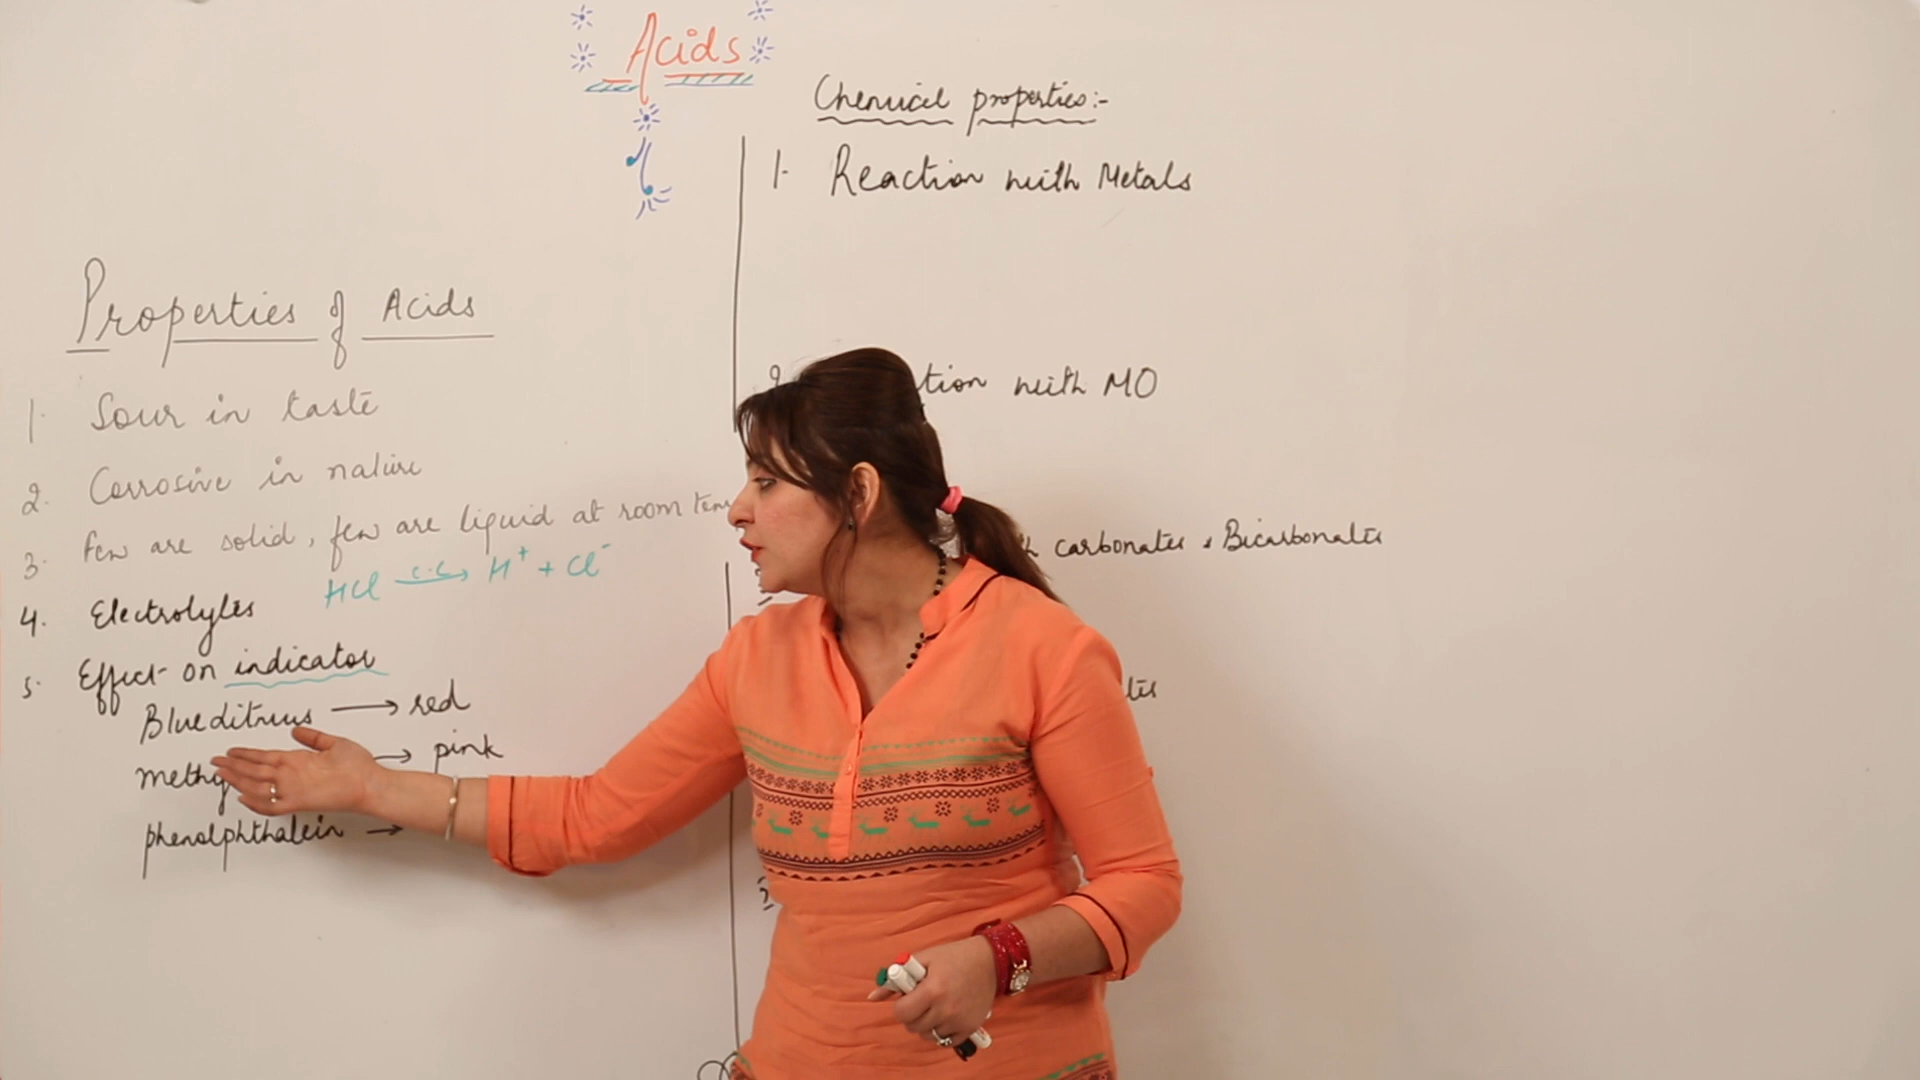 Acids
Properties of Acids
1. Sour in taste
2. Corrosive in nature
3. few are solid, few are liquid at room
HCl C.C→ H⁺ + Cl⁻
4. Electrolytes
5. Effect on indicator
Blue litmus → red
→ pink
phenolphthalein →
Chemical properties:-
1. Reaction with Metals
2. with MO
carbonates & Bicarbonates